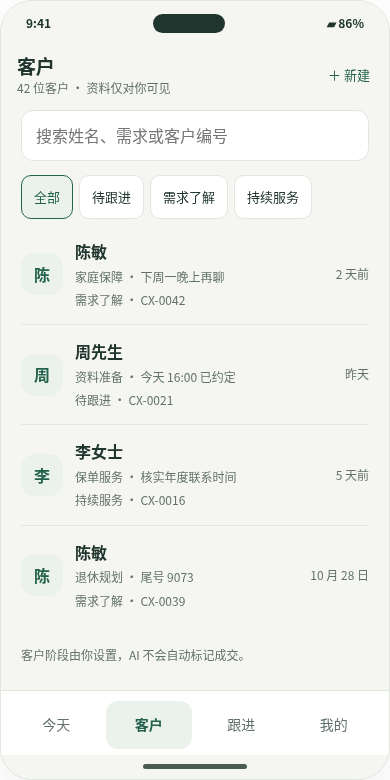 9:41
86%
客户
42 位客户 · 资料仅对你可见
＋ 新建
搜索姓名、需求或客户编号
全部 待跟进 需求了解 持续服务
陈
陈敏
家庭保障 · 下周一晚上再聊
需求了解 · CX-0042
2 天前
周
周先生
资料准备 · 今天 16:00 已约定
待跟进 · CX-0021
昨天
李
李女士
保单服务 · 核实年度联系时间
持续服务 · CX-0016
5 天前
陈
陈敏
退休规划 · 尾号 9073
需求了解 · CX-0039
10 月 28 日
客户阶段由你设置，AI 不会自动标记成交。
今天 客户 跟进 我的